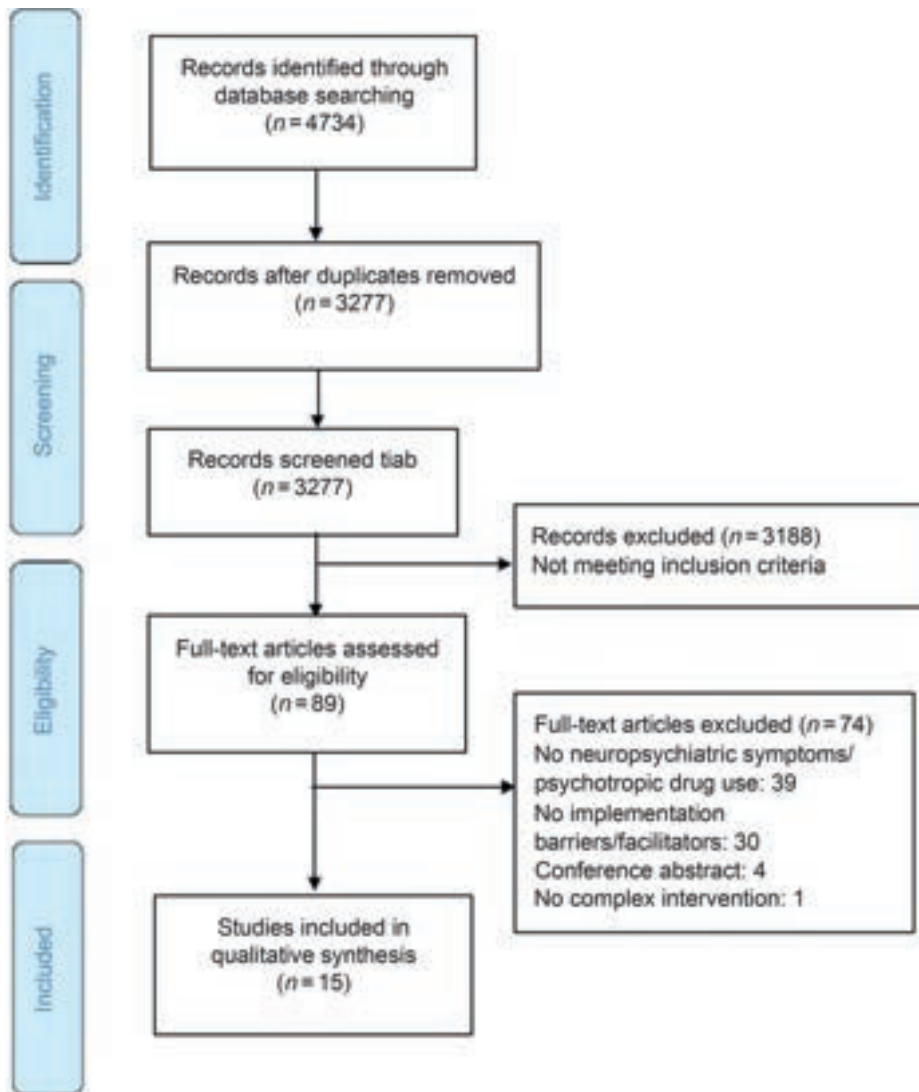 Identification
Records identified through
database searching
(n = 4734)
Records after duplicates removed
(n = 3277)
Screening
Records screened tiab
(n = 3277)
Records excluded (n = 3188)
Not meeting inclusion criteria
Eligibility
Full-text articles assessed
for eligibility
(n = 89)
Full-text articles excluded (n = 74)
No neuropsychiatric symptoms/
psychotropic drug use: 39
No implementation
barriers/facilitators: 30
Conference abstract: 4
No complex intervention: 1
Included
Studies included in
qualitative synthesis
(n = 15)